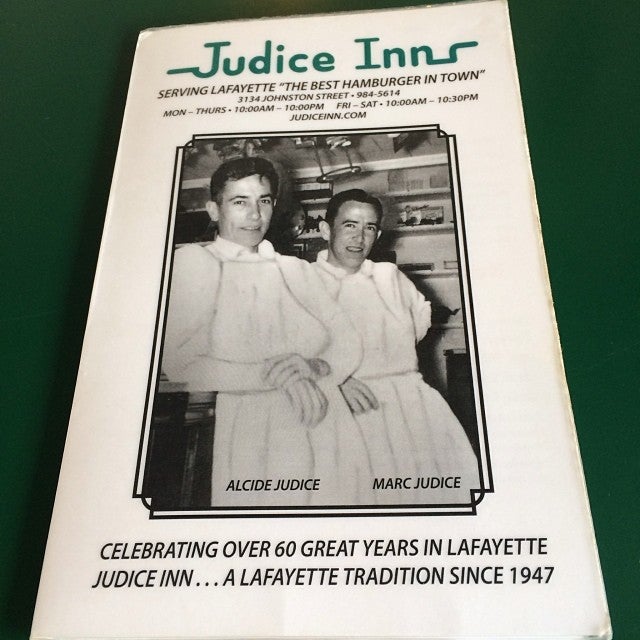 Judice Inn
SERVING LAFAYETTE "THE BEST HAMBURGER IN TOWN"
3134 JOHNSTON STREET • 984-5614
MON – THURS • 10:00AM – 10:00PM FRI – SAT • 10:00AM – 10:30PM
JUDICEINN.COM
ALCIDE JUDICE MARC JUDICE
CELEBRATING OVER 60 GREAT YEARS IN LAFAYETTE
JUDICE INN . . . A LAFAYETTE TRADITION SINCE 1947